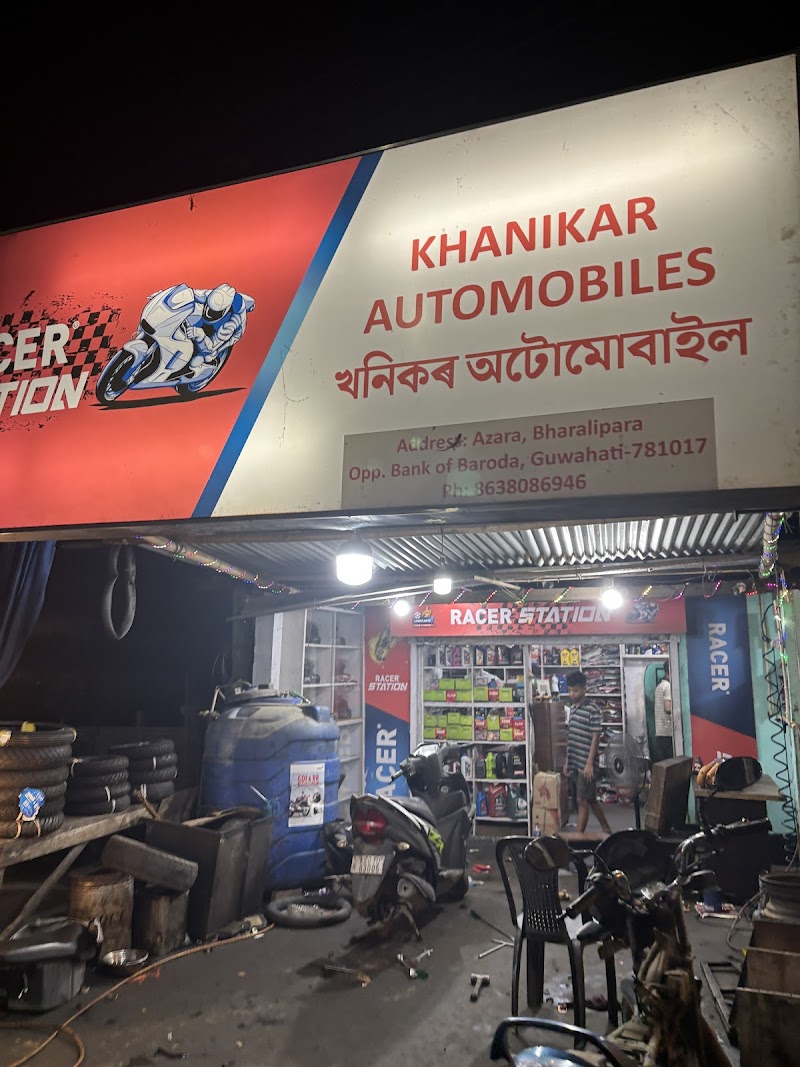 KHANIKAR
AUTOMOBILES
খনিকৰ অটোমোবাইল
Address: Azara, Bharalipara
Opp. Bank of Baroda, Guwahati-781017
Ph: 8638086946
CER
TION
RACER STATION
RACER
STATION
RACER
RACER